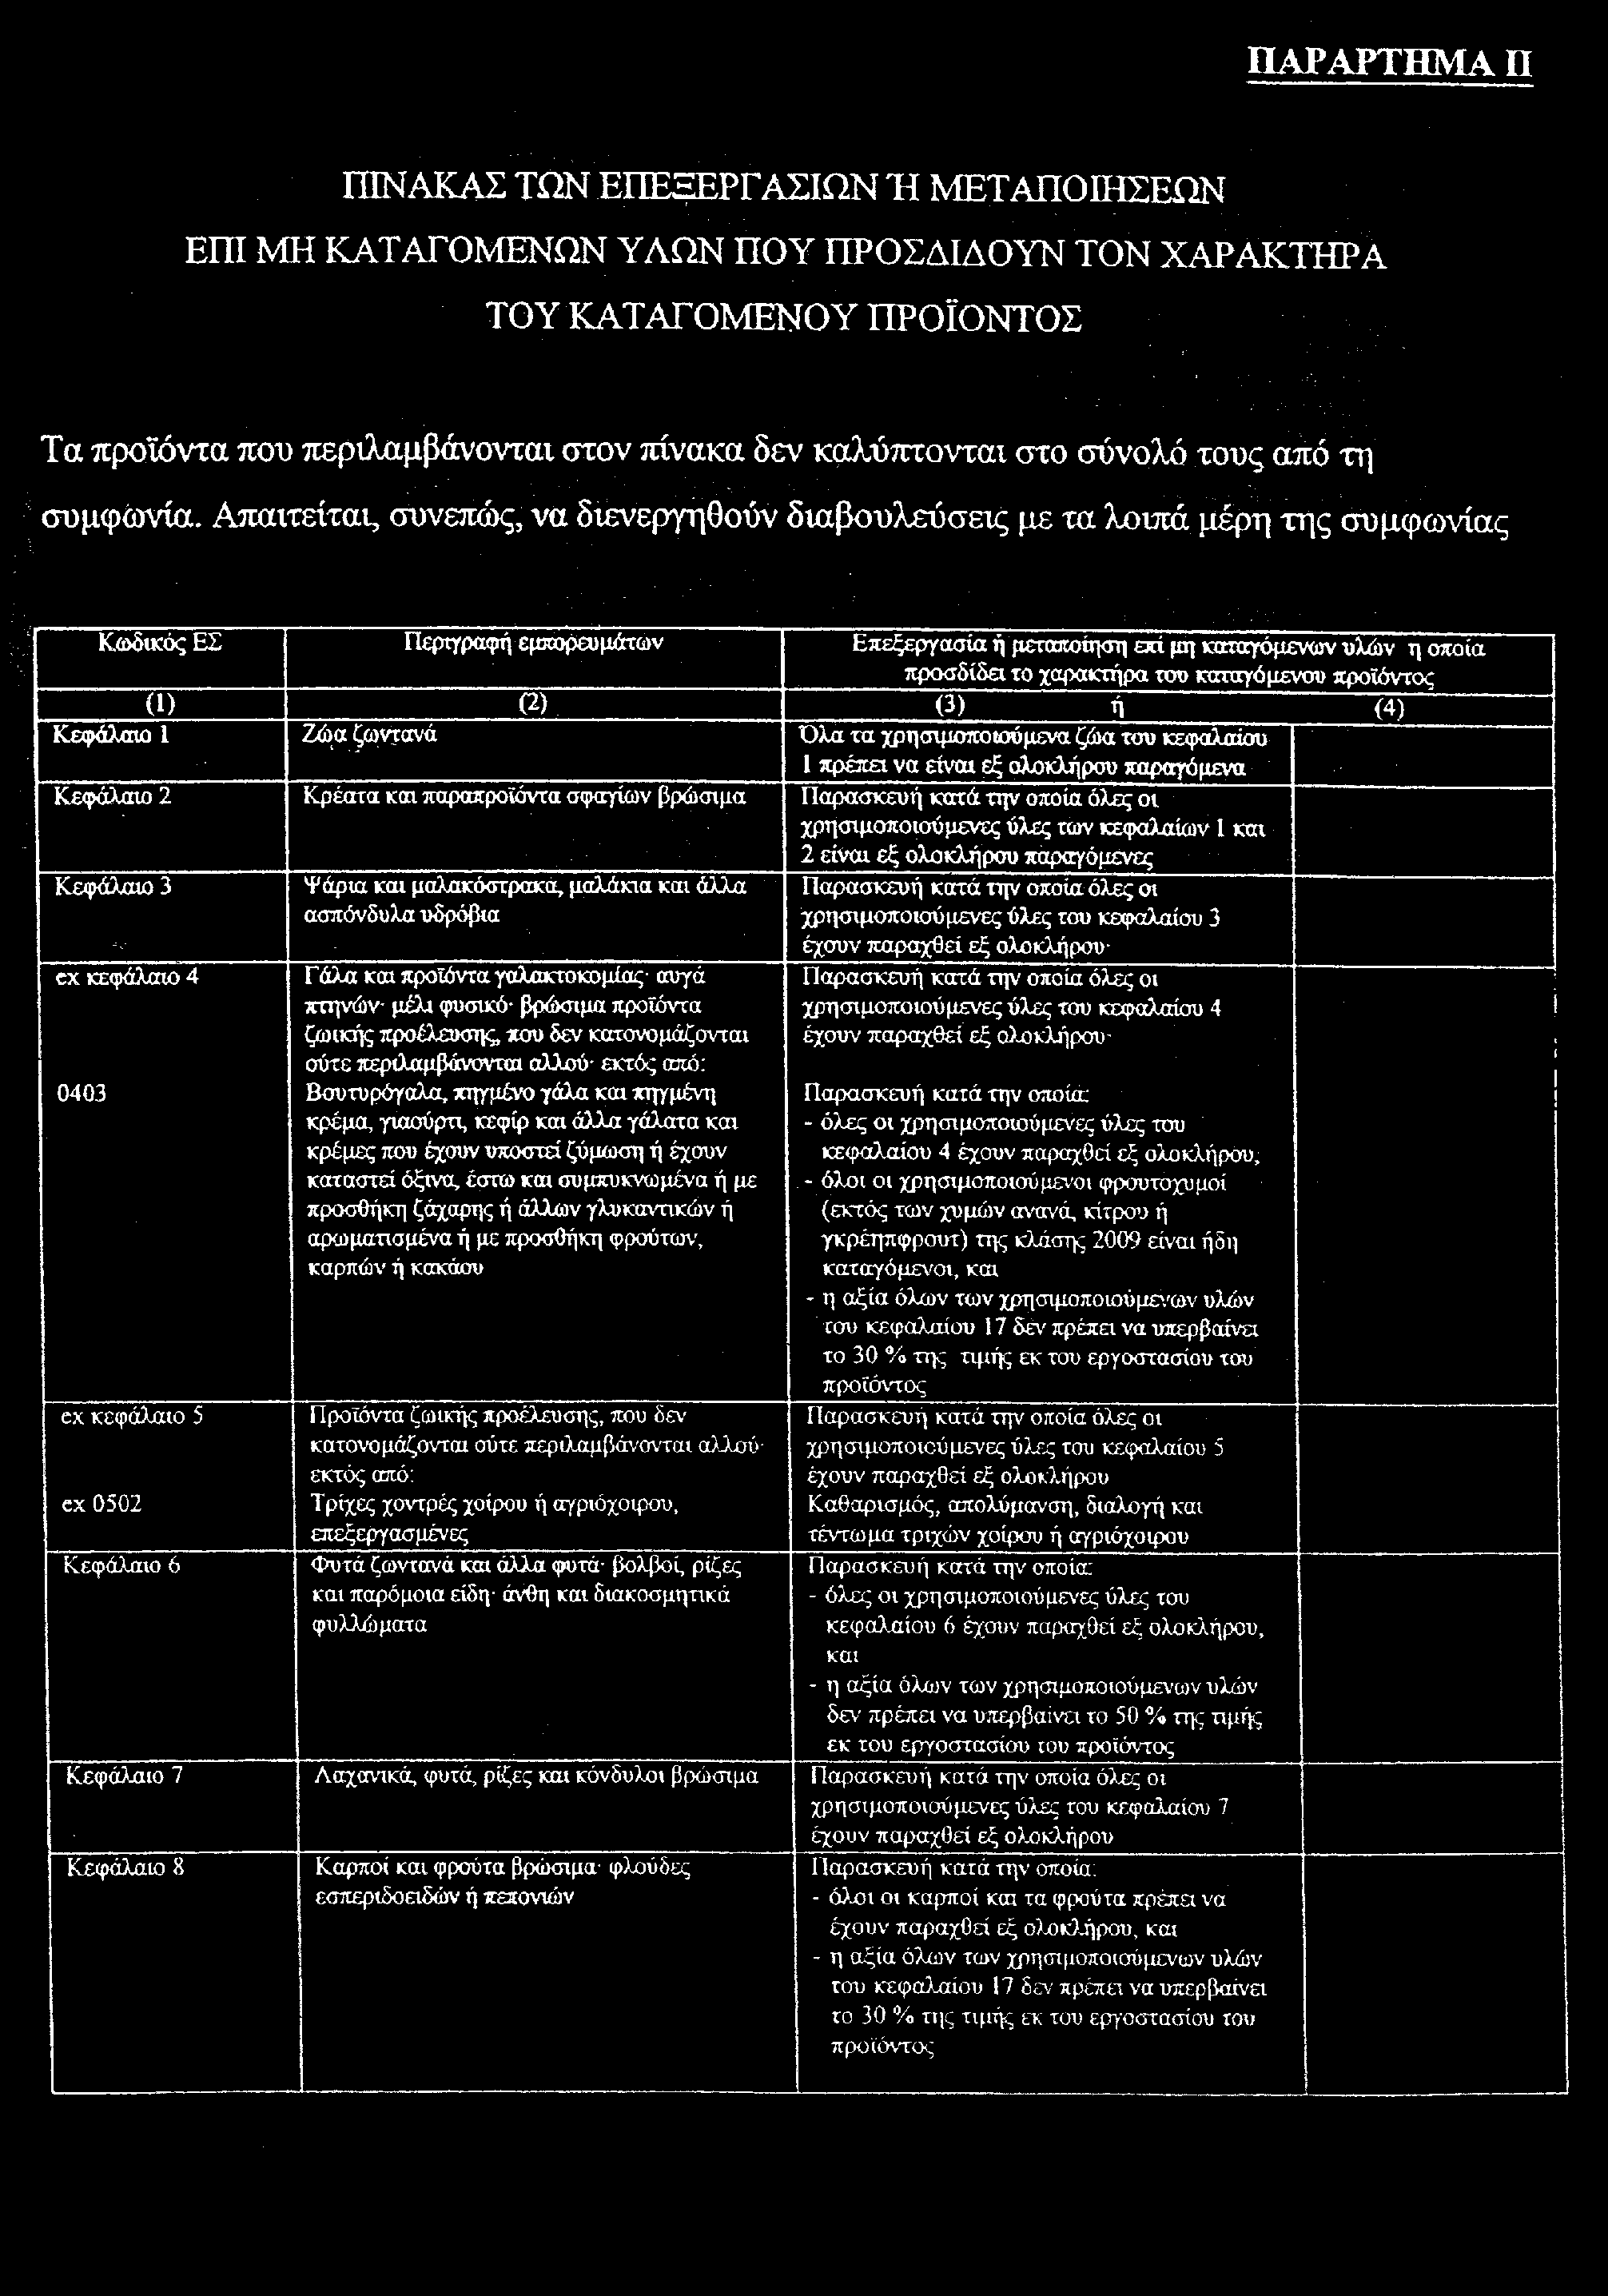 ΠΑΡΑΡΤΗΜΑ ΙΙ
ΠΙΝΑΚΑΣ ΤΩΝ ΕΠΕΞΕΡΓΑΣΙΩΝ Ή ΜΕΤΑΠΟΙΗΣΕΩΝ
ΕΠΙ ΜΗ ΚΑΤΑΓΟΜΕΝΩΝ ΥΛΩΝ ΠΟΥ ΠΡΟΣΔΙΔΟΥΝ ΤΟΝ ΧΑΡΑΚΤΗΡΑ
ΤΟΥ ΚΑΤΑΓΟΜΕΝΟΥ ΠΡΟΪΟΝΤΟΣ
Τα προϊόντα που περιλαμβάνονται στον πίνακα δεν καλύπτονται στο σύνολό τους από τη
συμφωνία. Απαιτείται, συνεπώς, να διενεργηθούν διαβουλεύσεις με τα λοιπά μέρη της συμφωνίας
Κωδικός ΕΣ
Περιγραφή εμπορευμάτων
Επεξεργασία ή μεταποίηση επί μη καταγόμενων υλών η οποία
προσδίδει το χαρακτήρα του καταγόμενου προϊόντος
(1)
(2)
(3) ή (4)
Κεφάλαιο 1
Ζώα ζωντανά
Όλα τα χρησιμοποιούμενα ζώα του κεφαλαίου
1 πρέπει να είναι εξ ολοκλήρου παραγόμενα
Κεφάλαιο 2
Κρέατα και παραπροϊόντα σφαγίων βρώσιμα
Παρασκευή κατά την οποία όλες οι
χρησιμοποιούμενες ύλες των κεφαλαίων 1 και
2 είναι εξ ολοκλήρου παραγόμενες
Κεφάλαιο 3
Ψάρια και μαλακόστρακα, μαλάκια και άλλα
ασπόνδυλα υδρόβια
Παρασκευή κατά την οποία όλες οι
χρησιμοποιούμενες ύλες του κεφαλαίου 3
έχουν παραχθεί εξ ολοκλήρου·
ex κεφάλαιο 4
Γάλα και προϊόντα γαλακτοκομίας· αυγά
πτηνών· μέλι φυσικό· βρώσιμα προϊόντα
ζωικής προέλευσης, που δεν κατονομάζονται
ούτε περιλαμβάνονται αλλού· εκτός από:
Παρασκευή κατά την οποία όλες οι
χρησιμοποιούμενες ύλες του κεφαλαίου 4
έχουν παραχθεί εξ ολοκλήρου·
0403
Βουτυρόγαλα, πηγμένο γάλα και πηγμένη
κρέμα, γιαούρτι, κεφίρ και άλλα γάλατα και
κρέμες που έχουν υποστεί ζύμωση ή έχουν
καταστεί όξινα, έστω και συμπυκνωμένα ή με
προσθήκη ζάχαρης ή άλλων γλυκαντικών ή
αρωματισμένα ή με προσθήκη φρούτων,
καρπών ή κακάου
Παρασκευή κατά την οποία:
- όλες οι χρησιμοποιούμενες ύλες του
κεφαλαίου 4 έχουν παραχθεί εξ ολοκλήρου,
- όλοι οι χρησιμοποιούμενοι φρουτοχυμοί
(εκτός των χυμών ανανά, κίτρου ή
γκρέηπφρουτ) της κλάσης 2009 είναι ήδη
καταγόμενοι, και
- η αξία όλων των χρησιμοποιούμενων υλών
του κεφαλαίου 17 δεν πρέπει να υπερβαίνει
το 30 % της τιμής εκ του εργοστασίου του
προϊόντος
ex κεφάλαιο 5
Προϊόντα ζωικής προέλευσης, που δεν
κατονομάζονται ούτε περιλαμβάνονται αλλού·
εκτός από:
Παρασκευή κατά την οποία όλες οι
χρησιμοποιούμενες ύλες του κεφαλαίου 5
έχουν παραχθεί εξ ολοκλήρου
ex 0502
Τρίχες χοντρές χοίρου ή αγριόχοιρου,
επεξεργασμένες
Καθαρισμός, απολύμανση, διαλογή και
τέντωμα τριχών χοίρου ή αγριόχοιρου
Κεφάλαιο 6
Φυτά ζωντανά και άλλα φυτά· βολβοί, ρίζες
και παρόμοια είδη· άνθη και διακοσμητικά
φυλλώματα
Παρασκευή κατά την οποία:
- όλες οι χρησιμοποιούμενες ύλες του
κεφαλαίου 6 έχουν παραχθεί εξ ολοκλήρου,
και
- η αξία όλων των χρησιμοποιούμενων υλών
δεν πρέπει να υπερβαίνει το 50 % της τιμής
εκ του εργοστασίου του προϊόντος
Κεφάλαιο 7
Λαχανικά, φυτά, ρίζες και κόνδυλοι βρώσιμα
Παρασκευή κατά την οποία όλες οι
χρησιμοποιούμενες ύλες του κεφαλαίου 7
έχουν παραχθεί εξ ολοκλήρου
Κεφάλαιο 8
Καρποί και φρούτα βρώσιμα· φλούδες
εσπεριδοειδών ή πεπονιών
Παρασκευή κατά την οποία:
- όλοι οι καρποί και τα φρούτα πρέπει να
έχουν παραχθεί εξ ολοκλήρου, και
- η αξία όλων των χρησιμοποιούμενων υλών
του κεφαλαίου 17 δεν πρέπει να υπερβαίνει
το 30 % της τιμής εκ του εργοστασίου του
προϊόντος